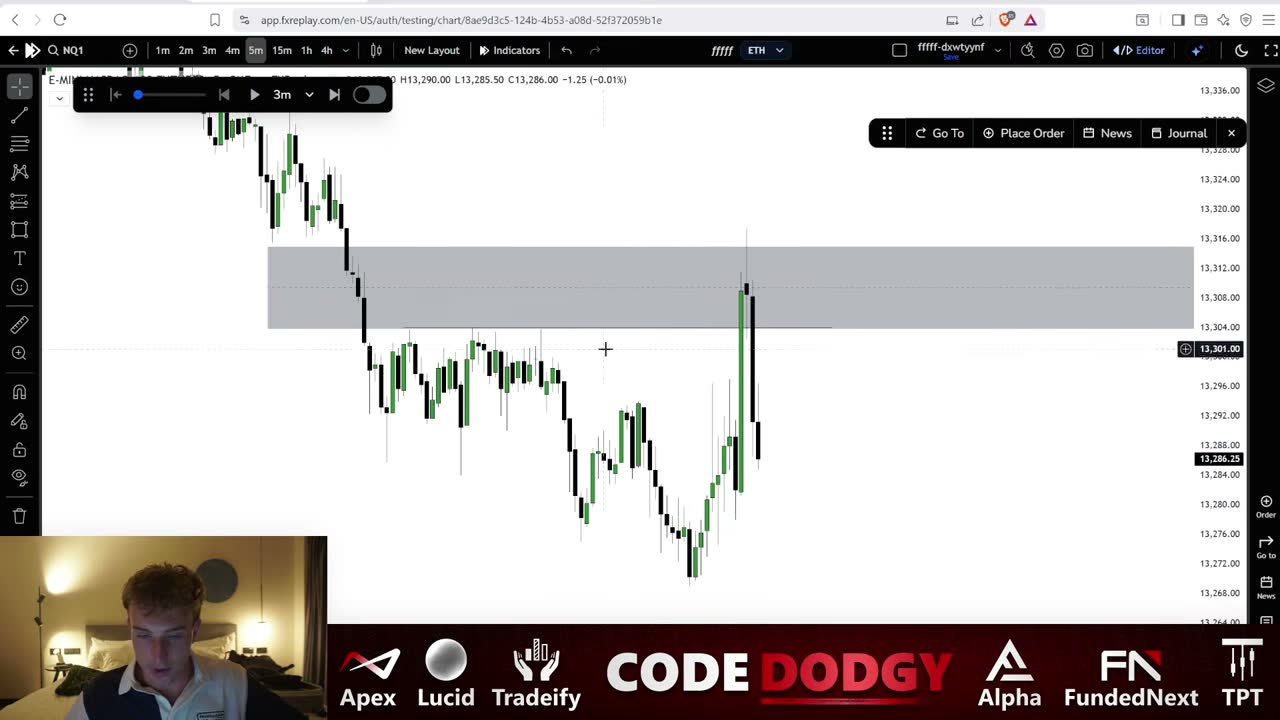 app.fxreplay.com/en-US/auth/testing/chart/8ae9d3c5-124b-4b53-a08d-52f372059b1e
NQ1
1m 2m 3m 4m 5m 15m 1h 4h
New Layout
Indicators
fffff
ETH
fffff-dxwtyynf
Save
Editor
H13,290.00 L13,285.50 C13,286.00 −1.25 (−0.01%)
3m
Go To
Place Order
News
Journal
13,336.00
13,328.00
13,324.00
13,320.00
13,316.00
13,312.00
13,308.00
13,304.00
13,301.00
13,296.00
13,292.00
13,288.00
13,286.25
13,284.00
13,280.00
13,276.00
13,272.00
13,268.00
13,264.00
Order
Go to
News
Apex
Lucid
Tradeify
CODE DODGY
Alpha
FN
FundedNext
TPT